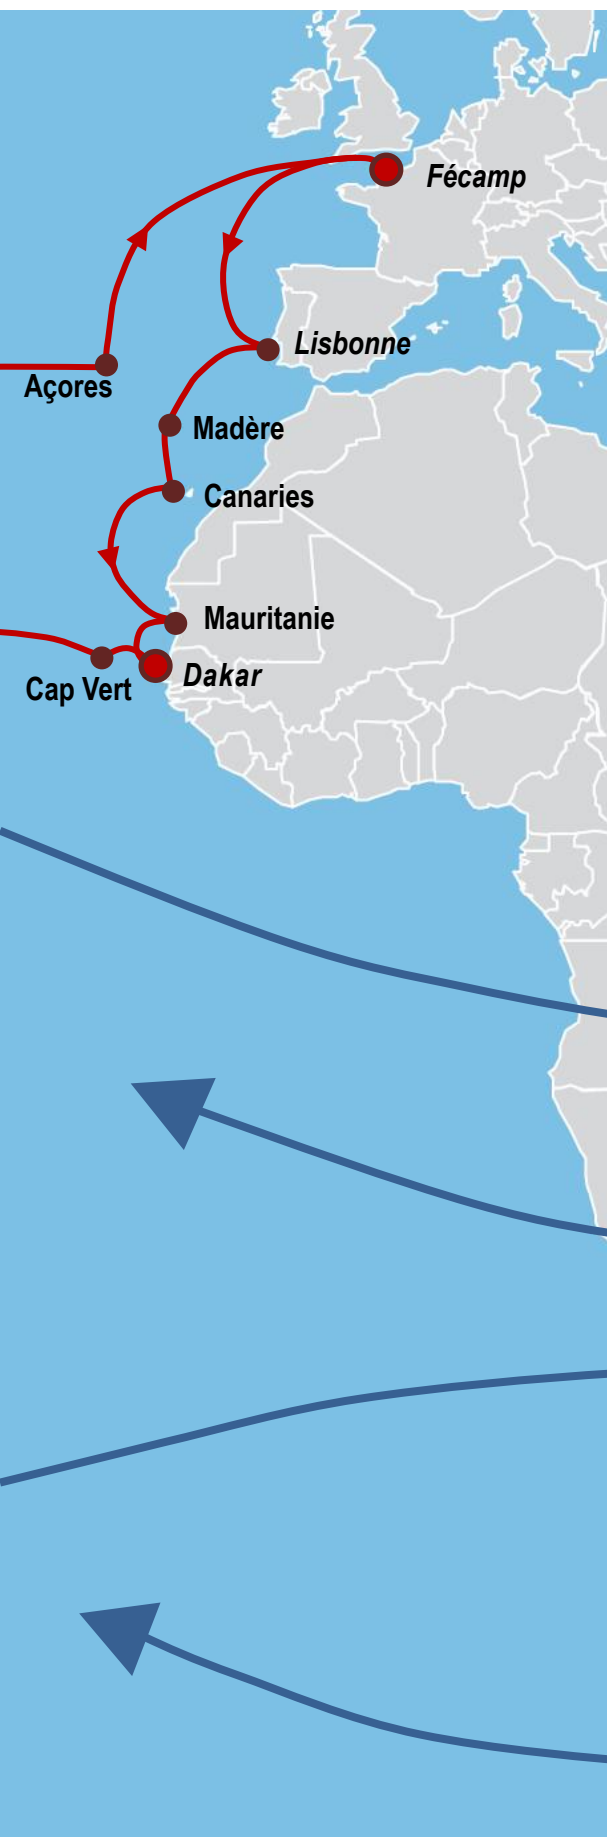 Fécamp
Lisbonne
Açores
Madère
Canaries
Mauritanie
Dakar
Cap Vert